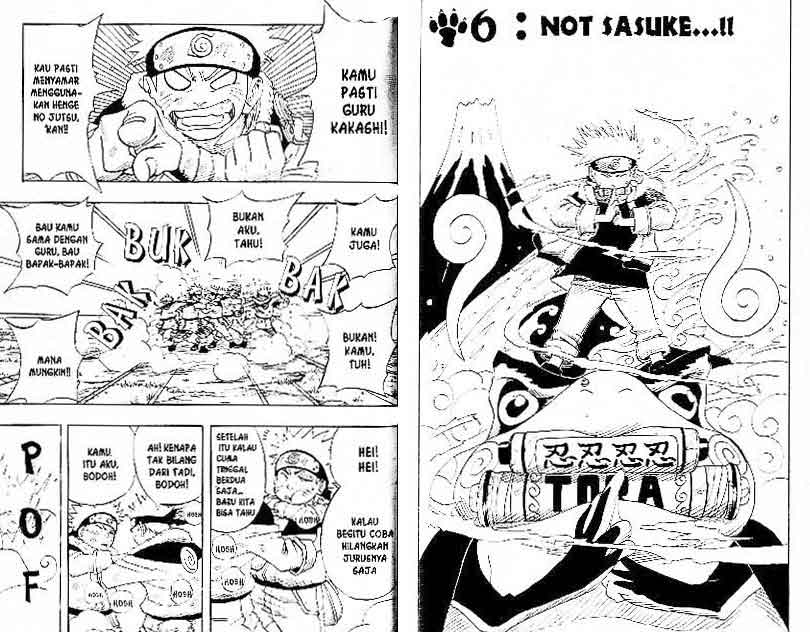 6 : NOT SASUKE...!!
忍忍忍忍
TORA
KAMU
PASTI
GURU
KAKASHI!
KAU PASTI
MENYAMAR
MENGGUNA-
KAN HENGE
NO JUTSU,
'KAN!!
KAMU
JUGA!
BUKAN
AKU,
TAHU!
BAU KAMU
SAMA DENGAN
GURU, BAU
BAPAK-BAPAK!
BUK
BAK
BAK
BUKAN!
KAMU,
TUH!
MANA
MUNGKIN!!
HEI!
HEI!
KALAU
BEGITU COBA
HILANGKAN
JURUSNYA
SAJA
SETELAH
ITU KALAU
CUMA
TINGGAL
BERDUA
SAJA...
BARU KITA
BISA TAHU
HOSH
HOSH
HOSH
AH! KENAPA
TAK BILANG
DARI TADI,
BODOH!
KAMU
ITU AKU,
BODOH!
HOSH
HOSH
HOSH
HOSH
POF